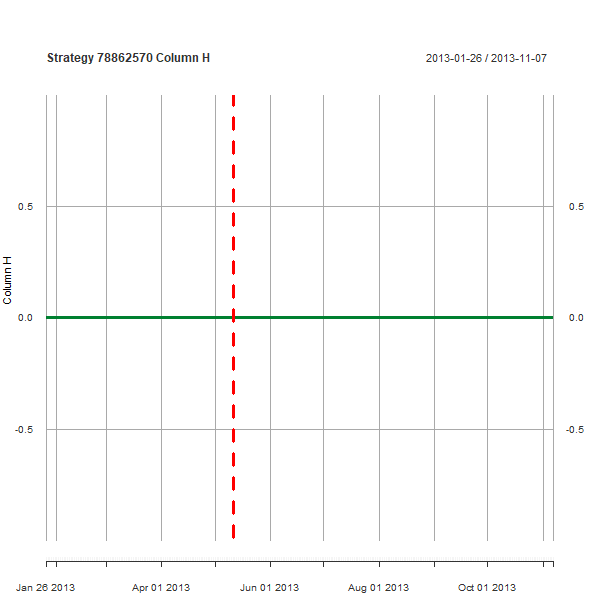 Strategy 78862570 Column H
2013-01-26 / 2013-11-07
0.5
0.5
Column H
0.0
0.0
-0.5
-0.5
Jan 26 2013
Apr 01 2013
Jun 01 2013
Aug 01 2013
Oct 01 2013